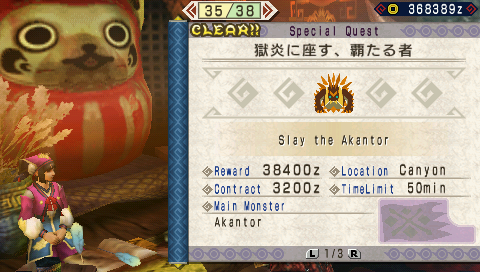 35/38
368389z
CLEAR!!
Special Quest
獄炎に座す、覇たる者
Slay the Akantor
Reward 38400z
Location Canyon
Contract 3200z
TimeLimit 50min
Main Monster
Akantor
L 1/3 R